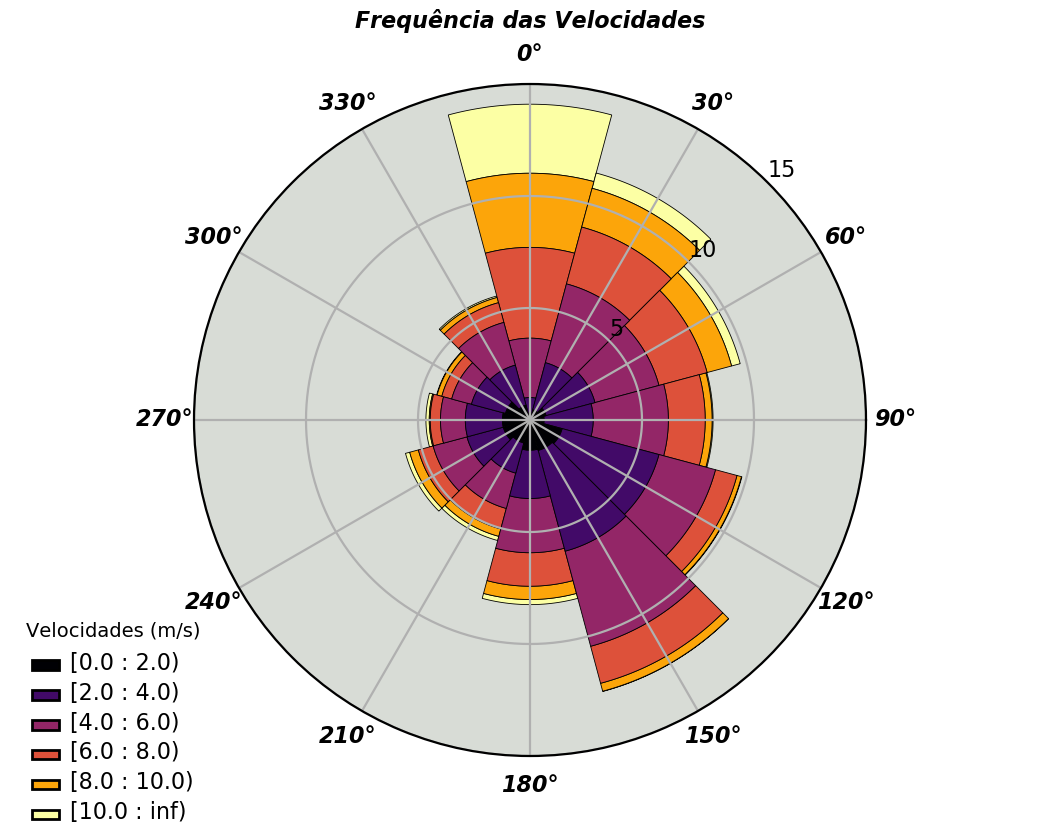 Frequência das Velocidades
0°
330°
30°
15
300°
60°
10
5
270°
90°
240°
120°
210°
150°
180°
Velocidades (m/s)
[0.0 : 2.0)
[2.0 : 4.0)
[4.0 : 6.0)
[6.0 : 8.0)
[8.0 : 10.0)
[10.0 : inf)